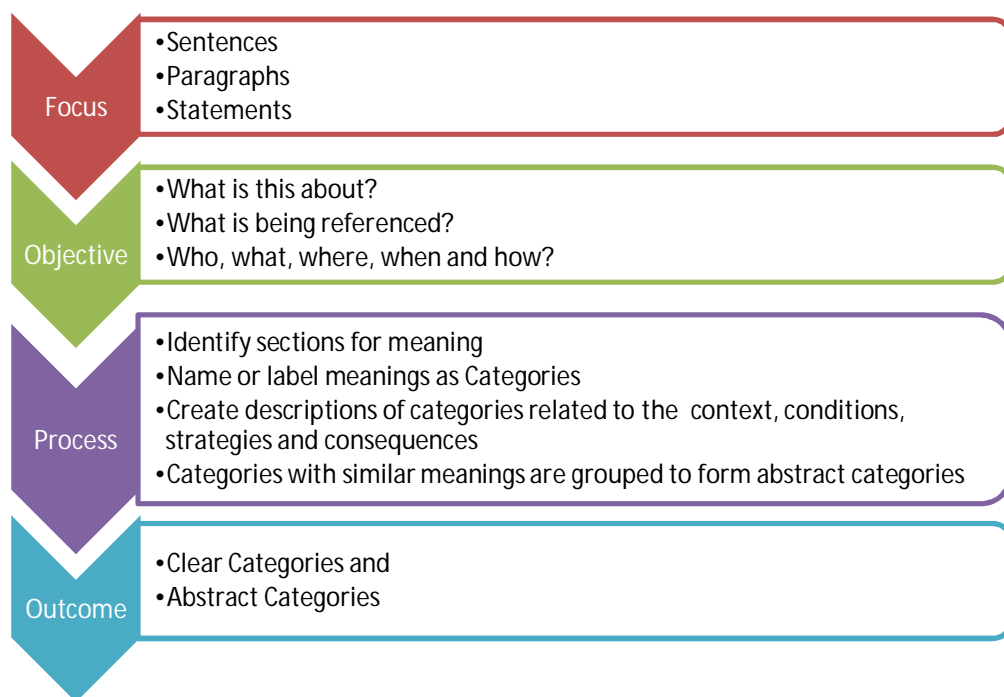 Focus
•Sentences
•Paragraphs
•Statements
Objective
•What is this about?
•What is being referenced?
•Who, what, where, when and how?
Process
•Identify sections for meaning
•Name or label meanings as Categories
•Create descriptions of categories related to the context, conditions,
strategies and consequences
•Categories with similar meanings are grouped to form abstract categories
Outcome
•Clear Categories and
•Abstract Categories